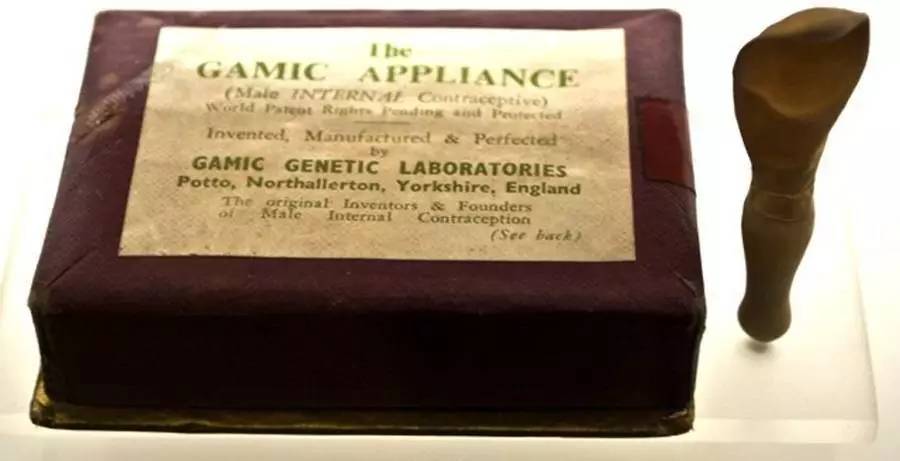 The
GAMIC APPLIANCE
(Male INTERNAL Contraceptive)
World Patent Rights Pending and Protected
Invented, Manufactured & Perfected
by
GAMIC GENETIC LABORATORIES
Potto, Northallerton, Yorkshire, England
The original Inventors & Founders
of Male Internal Contraception
(See back)